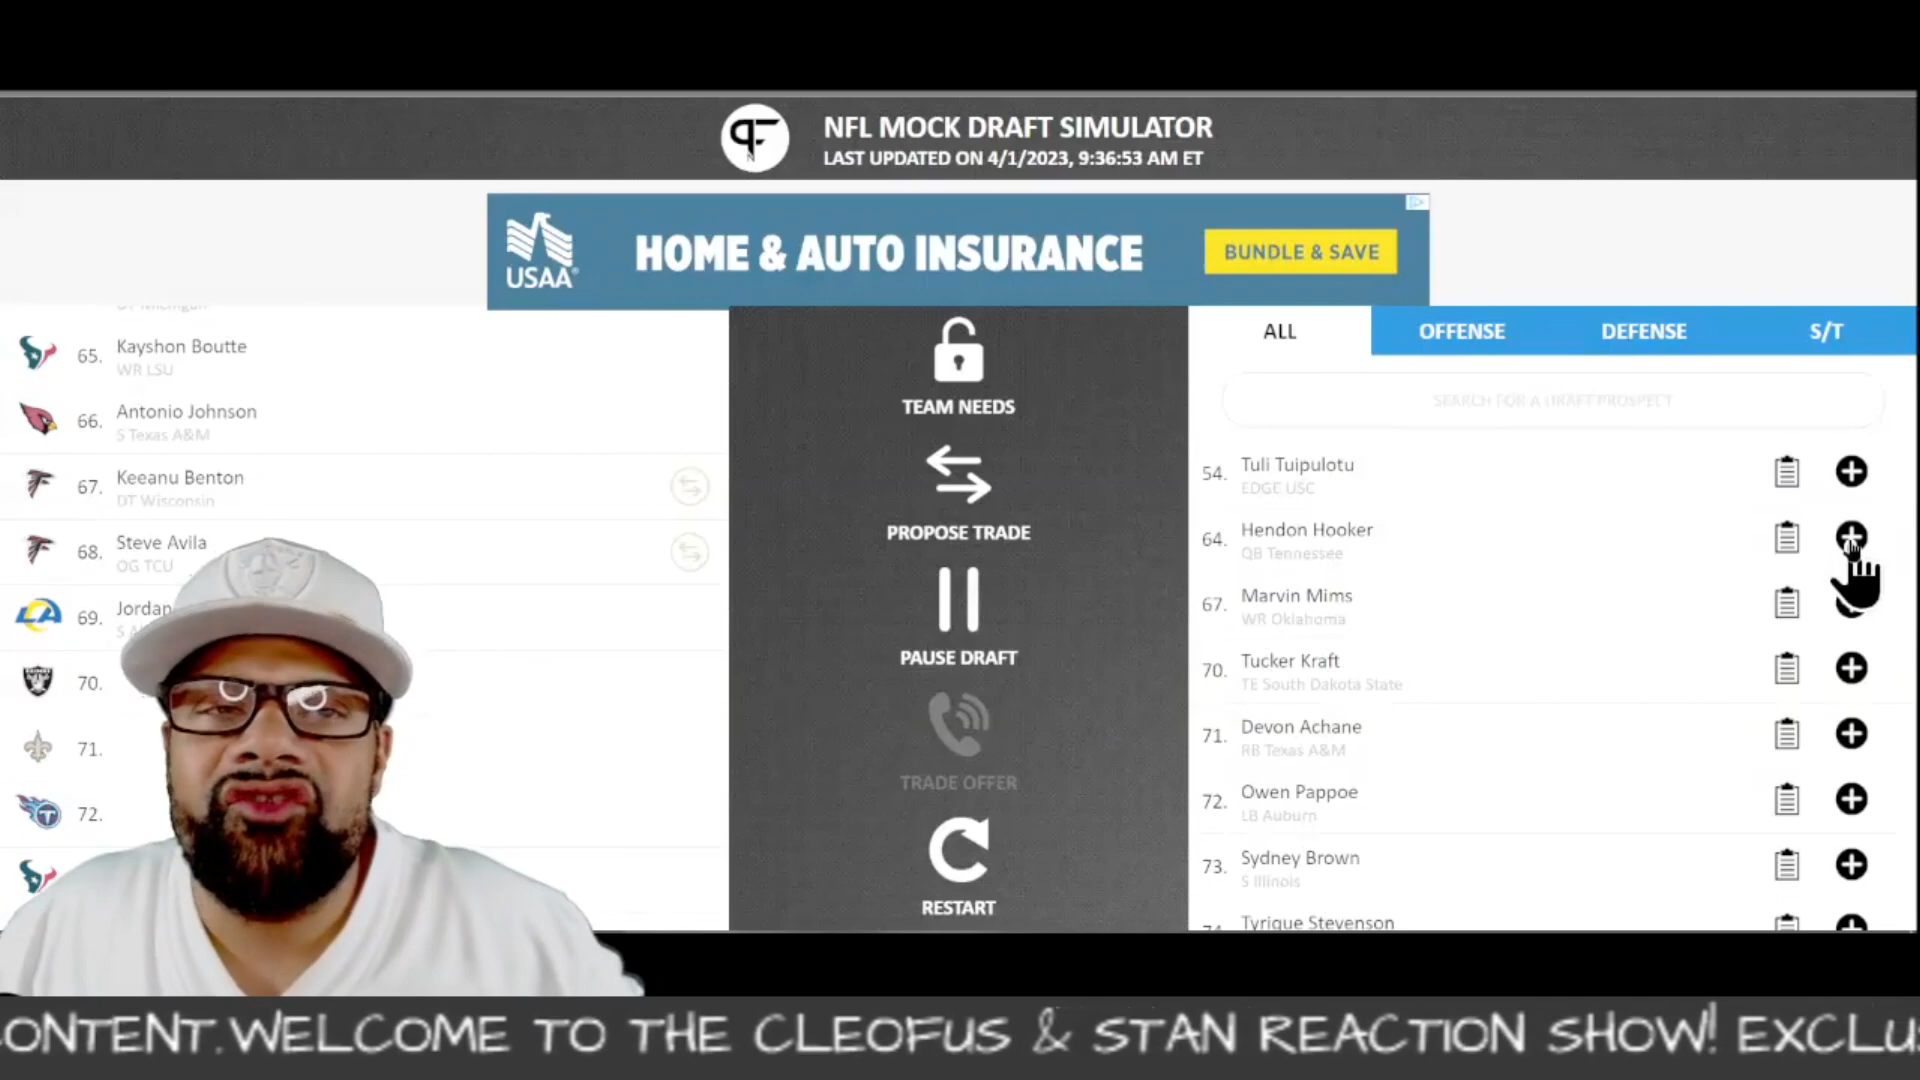 NFL MOCK DRAFT SIMULATOR
LAST UPDATED ON 4/1/2023, 9:36:53 AM ET
USAA
HOME & AUTO INSURANCE
BUNDLE & SAVE
DT Michigan
65. Kayshon Boutte
WR LSU
66. Antonio Johnson
S Texas A&M
67. Keeanu Benton
DT Wisconsin
68. Steve Avila
OG TCU
69. Jordan
70.
71.
72.
TEAM NEEDS
PROPOSE TRADE
PAUSE DRAFT
TRADE OFFER
RESTART
ALL OFFENSE DEFENSE S/T
SEARCH FOR A DRAFT PROSPECT
54. Tuli Tuipulotu
EDGE USC
64. Hendon Hooker
QB Tennessee
67. Marvin Mims
WR Oklahoma
70. Tucker Kraft
TE South Dakota State
71. Devon Achane
RB Texas A&M
72. Owen Pappoe
LB Auburn
73. Sydney Brown
S Illinois
74. Tyrique Stevenson
ONTENT.WELCOME TO THE CLEOFUS & STAN REACTION SHOW! EXCLU